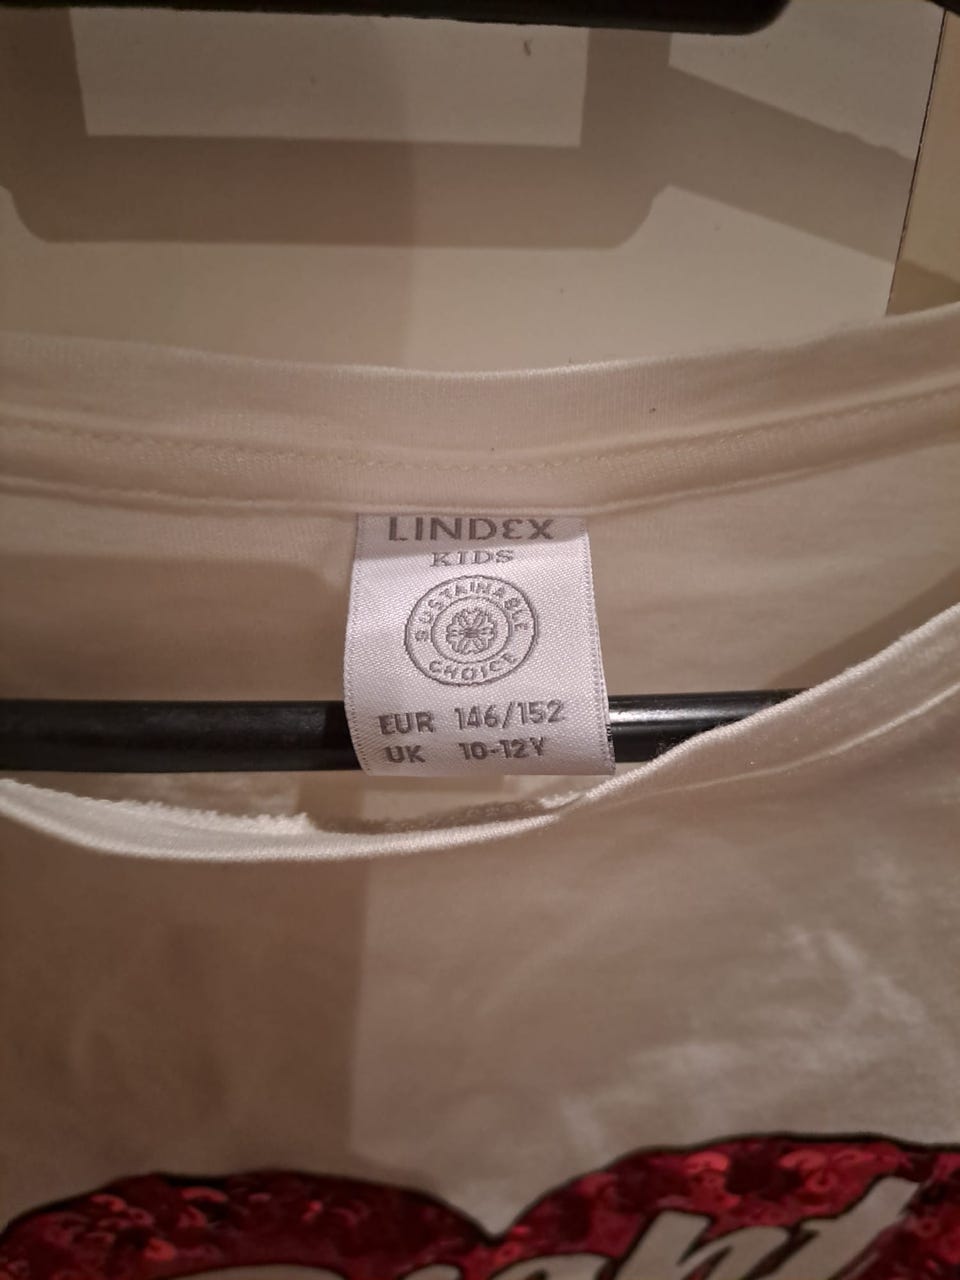 LINDEX
KIDS
SUSTAINABLE
CHOICE
EUR 146/152
UK 10-12Y